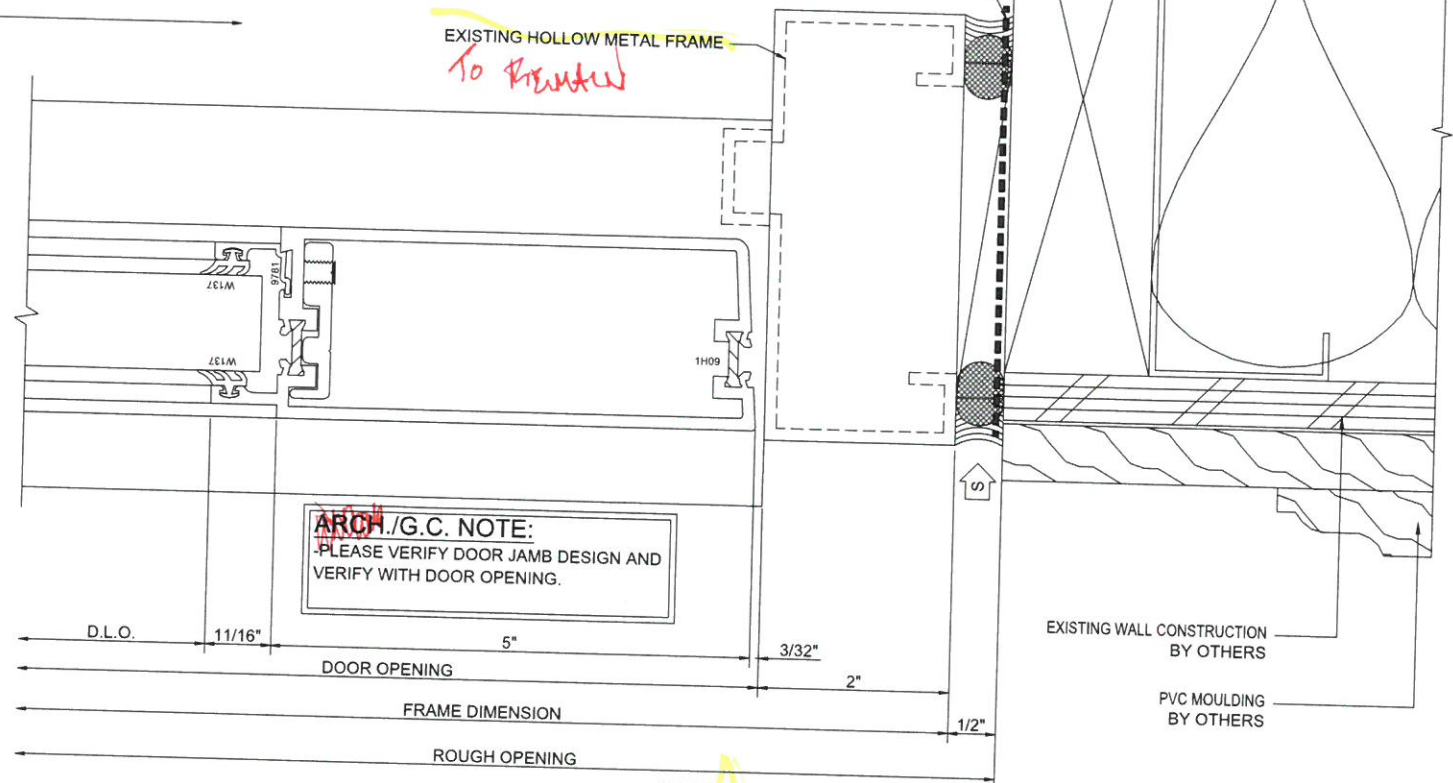 EXISTING HOLLOW METAL FRAME
To REMAIN
W137
9781
W137
1H09
S
ARCH./G.C. NOTE:
-PLEASE VERIFY DOOR JAMB DESIGN AND
VERIFY WITH DOOR OPENING.
D.L.O.
11/16"
5"
3/32"
DOOR OPENING
2"
FRAME DIMENSION
1/2"
ROUGH OPENING
EXISTING WALL CONSTRUCTION
BY OTHERS
PVC MOULDING
BY OTHERS